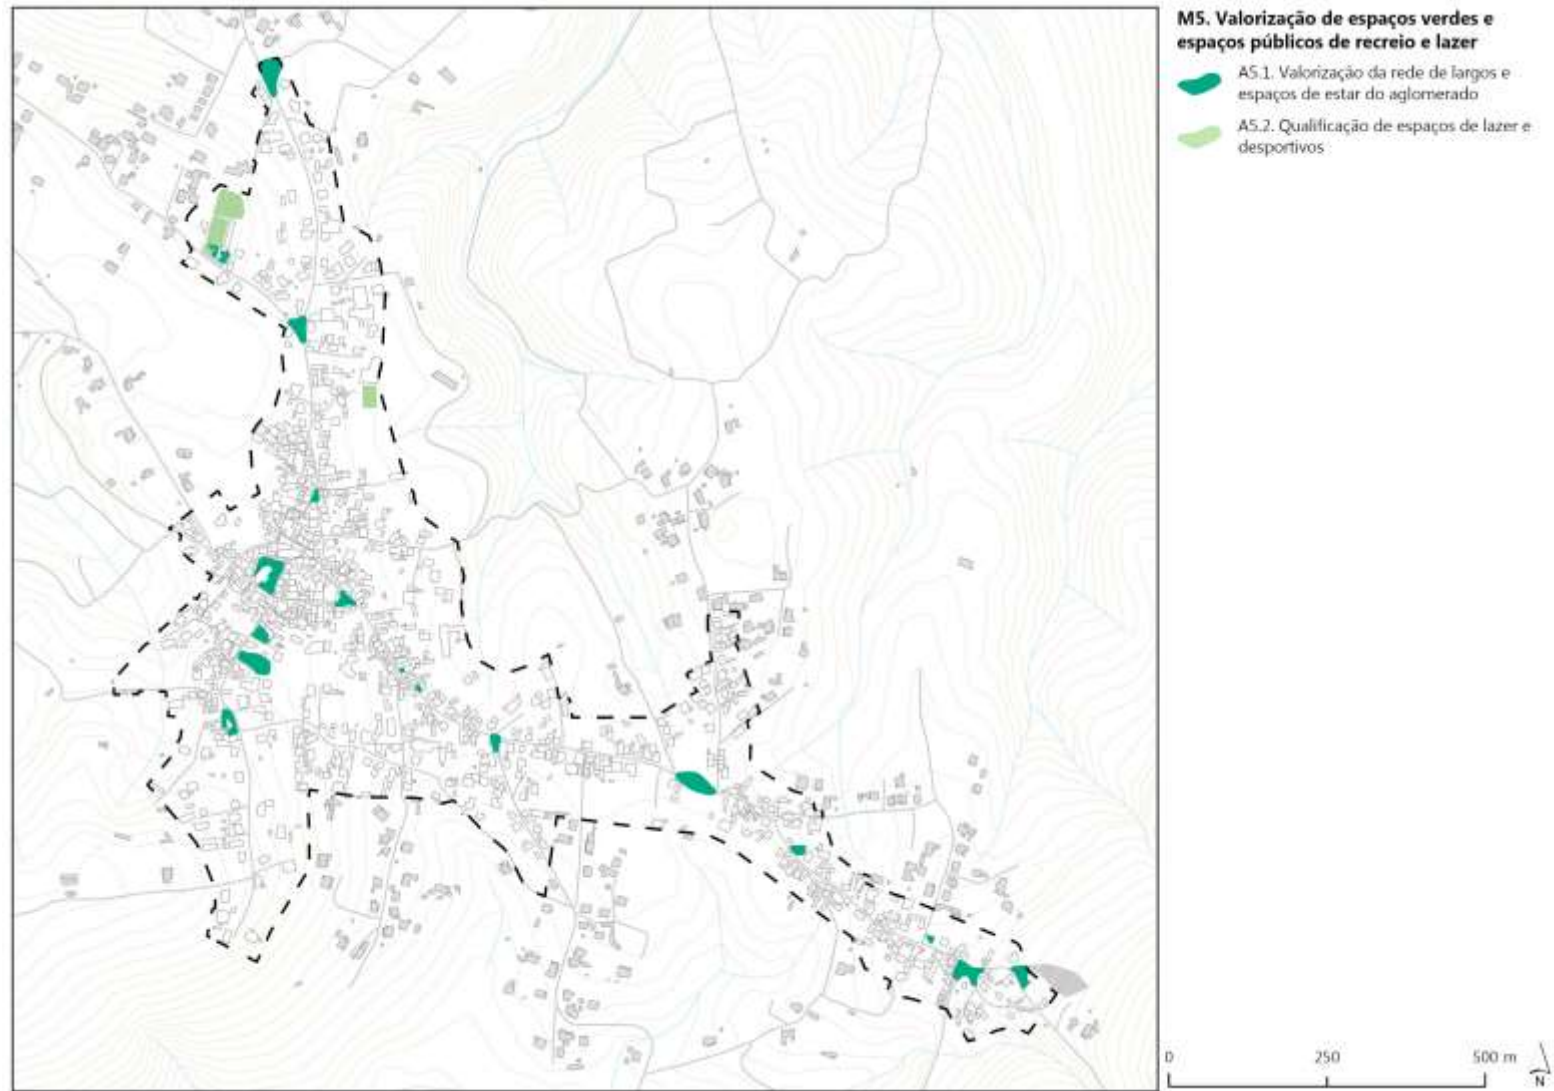 M5. Valorização de espaços verdes e
espaços públicos de recreio e lazer
A5.1. Valorização da rede de largos e
espaços de estar do aglomerado
A5.2. Qualificação de espaços de lazer e
desportivos
0 250 500 m
N